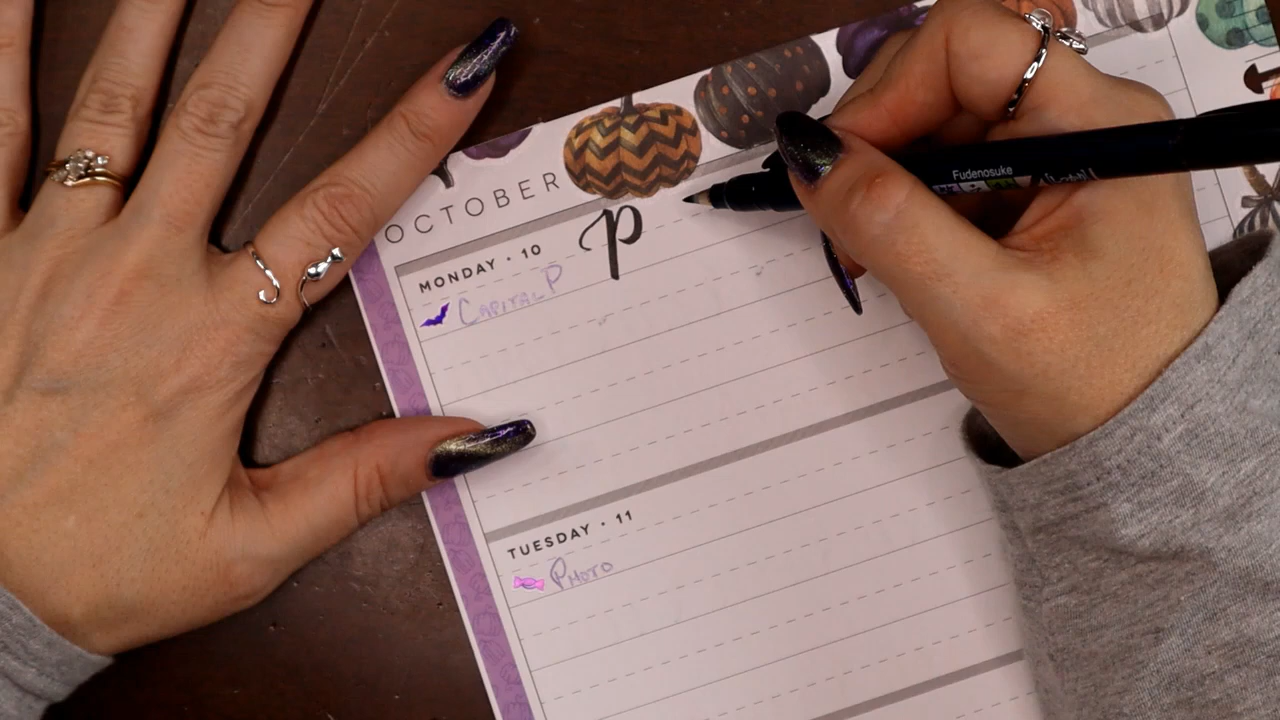 OCTOBER
MONDAY · 10
P
CAPITAL P
TUESDAY · 11
PHOTO
Fudenosuke